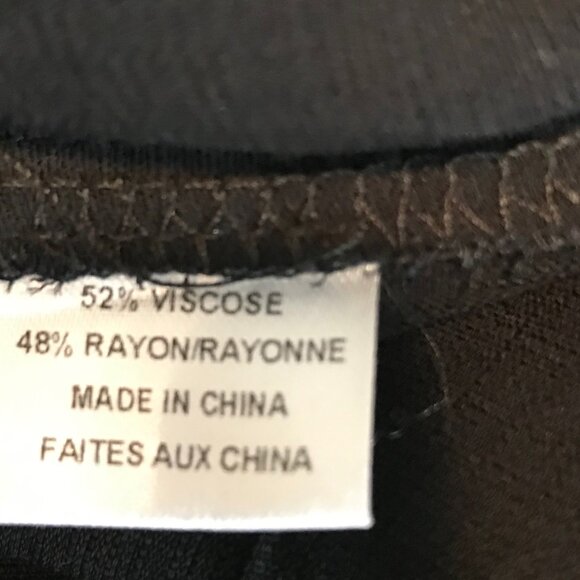 52% VISCOSE
48% RAYON/RAYONNE
MADE IN CHINA
FAITES AUX CHINA